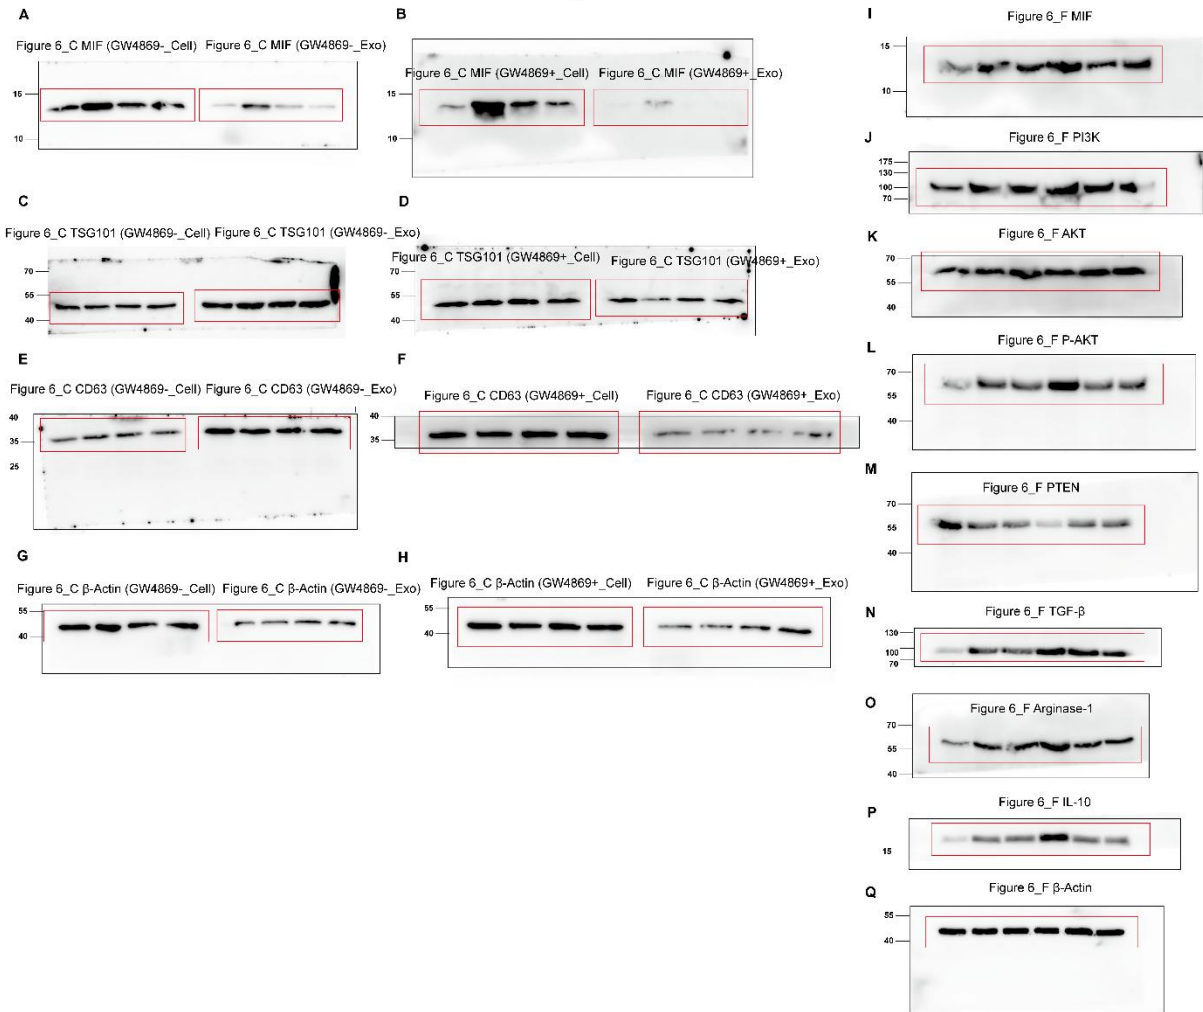 A
Figure 6_C MIF (GW4869-_Cell) Figure 6_C MIF (GW4869-_Exo)
15
10
B
Figure 6_C MIF (GW4869+_Cell) Figure 6_C MIF (GW4869+_Exo)
15
10
C
Figure 6_C TSG101 (GW4869-_Cell) Figure 6_C TSG101 (GW4869-_Exo)
70
55
40
D
Figure 6_C TSG101 (GW4869+_Cell) Figure 6_C TSG101 (GW4869+_Exo)
70
55
40
E
Figure 6_C CD63 (GW4869-_Cell) Figure 6_C CD63 (GW4869-_Exo)
40
35
25
F
Figure 6_C CD63 (GW4869+_Cell) Figure 6_C CD63 (GW4869+_Exo)
40
35
G
Figure 6_C β-Actin (GW4869-_Cell) Figure 6_C β-Actin (GW4869-_Exo)
55
40
H
Figure 6_C β-Actin (GW4869+_Cell) Figure 6_C β-Actin (GW4869+_Exo)
55
40
I
Figure 6_F MIF
15
10
J
Figure 6_F PI3K
175
130
100
70
K
Figure 6_F AKT
70
55
40
L
Figure 6_F P-AKT
70
55
40
M
Figure 6_F PTEN
70
55
40
N
Figure 6_F TGF-β
130
100
70
O
Figure 6_F Arginase-1
70
55
40
P
Figure 6_F IL-10
15
Q
Figure 6_F β-Actin
55
40